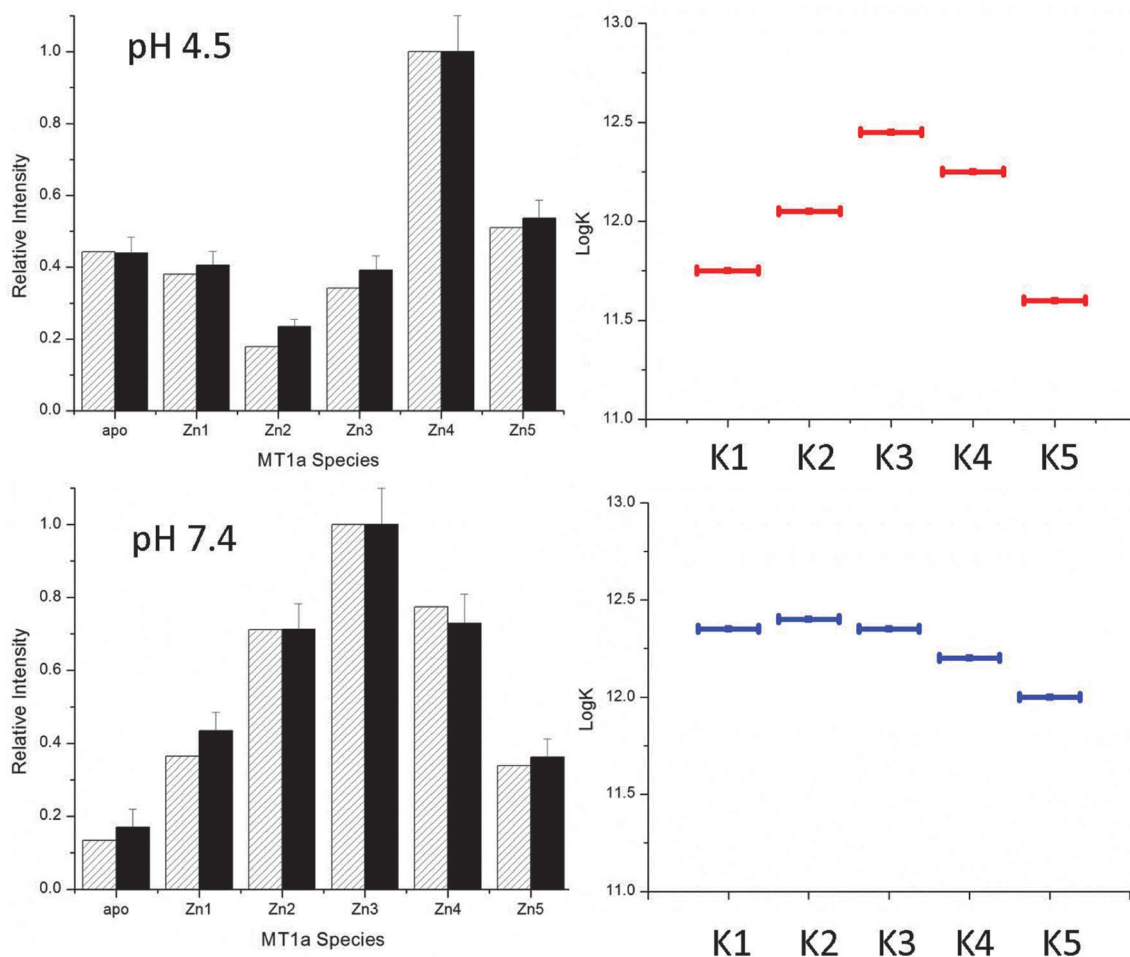 pH 4.5
Relative Intensity
1.0
0.8
0.6
0.4
0.2
0.0
apo Zn1 Zn2 Zn3 Zn4 Zn5
MT1a Species
LogK
13.0
12.5
12.0
11.5
11.0
K1 K2 K3 K4 K5
pH 7.4
Relative Intensity
1.0
0.8
0.6
0.4
0.2
0.0
apo Zn1 Zn2 Zn3 Zn4 Zn5
MT1a Species
LogK
13.0
12.5
12.0
11.5
11.0
K1 K2 K3 K4 K5